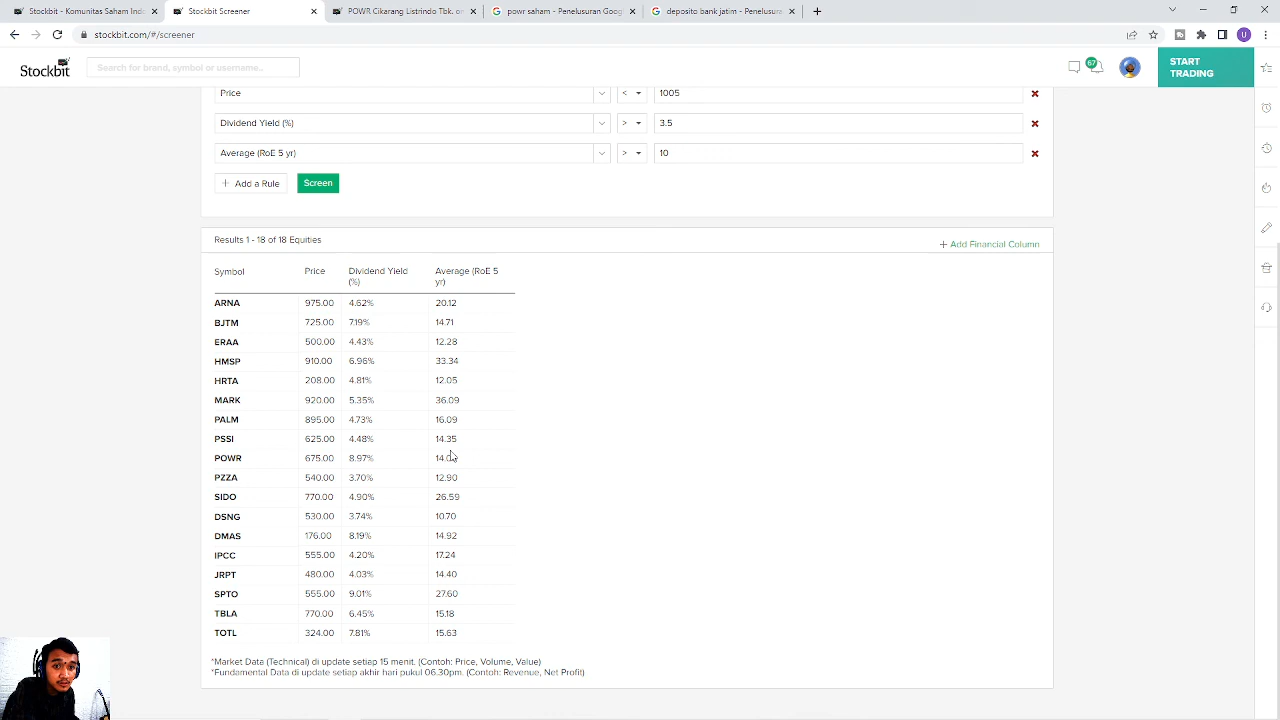 Stockbit - Komunitas Saham Indo
Stockbit Screener
POWR Cikarang Listrindo Tbk. or
powr saham - Penelusuran Goog
deposito bank jatim - Penelusura
stockbit.com/#/screener
U
Stockbit
Search for brand, symbol or username..
67
START TRADING
Price < 1005
Dividend Yield (%) > 3.5
Average (RoE 5 yr) > 10
+ Add a Rule Screen
Results 1 - 18 of 18 Equities
+ Add Financial Column
Symbol Price Dividend Yield (%) Average (RoE 5 yr)
ARNA 975.00 4.62% 20.12
BJTM 725.00 7.19% 14.71
ERAA 500.00 4.43% 12.28
HMSP 910.00 6.96% 33.34
HRTA 208.00 4.81% 12.05
MARK 920.00 5.35% 36.09
PALM 895.00 4.73% 16.09
PSSI 625.00 4.48% 14.35
POWR 675.00 8.97%
PZZA 540.00 3.70% 12.90
SIDO 770.00 4.90% 26.59
DSNG 530.00 3.74% 10.70
DMAS 176.00 8.19% 14.92
IPCC 555.00 4.20% 17.24
JRPT 480.00 4.03% 14.40
SPTO 555.00 9.01% 27.60
TBLA 770.00 6.45% 15.18
TOTL 324.00 7.81% 15.63
*Market Data (Technical) di update setiap 15 menit. (Contoh: Price, Volume, Value)
*Fundamental Data di update setiap akhir hari pukul 06.30pm. (Contoh: Revenue, Net Profit)